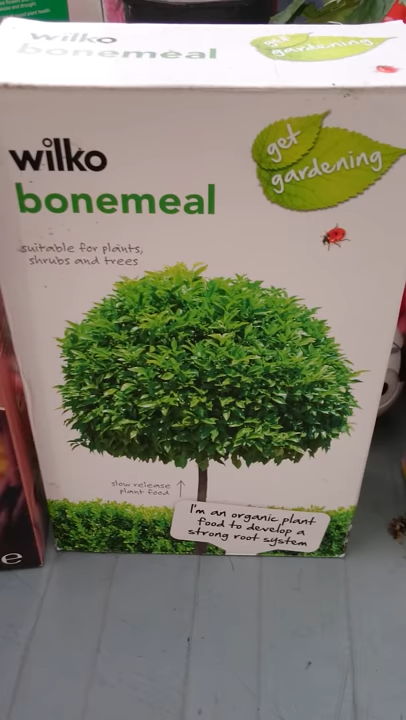 wilko
bonemeal
get
gardening
wilko
bonemeal
get
gardening
suitable for plants,
shrubs and trees
slow release
plant food
I'm an organic plant
food to develop a
strong root system
e